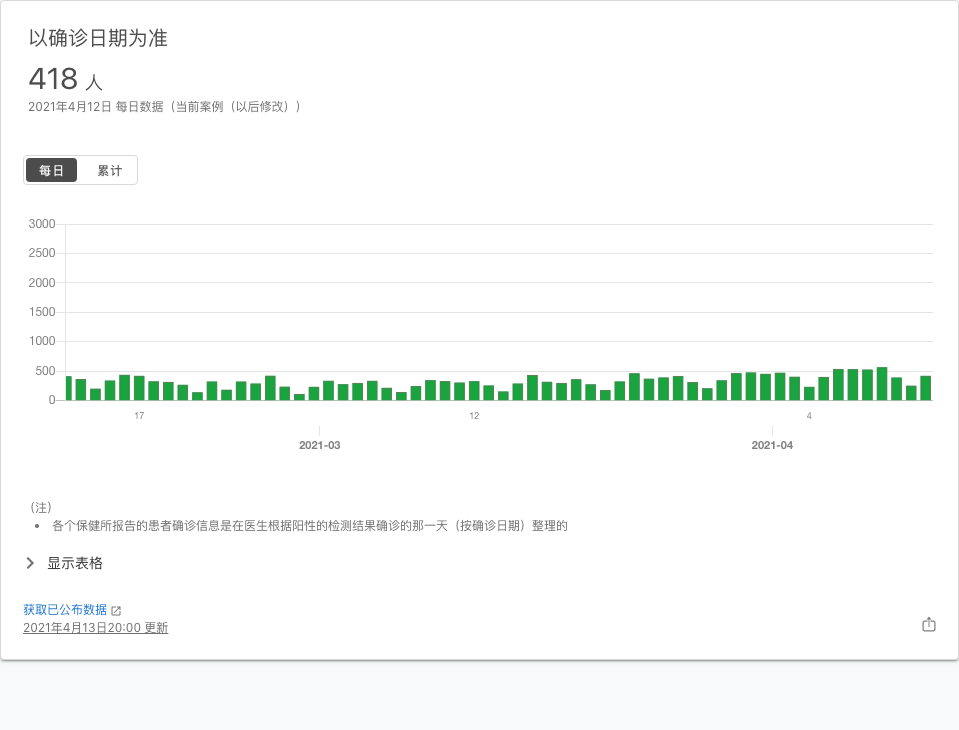 以确诊日期为准
418 人
2021年4月12日 每日数据（当前案例（以后修改））
每日 累计
3000
2500
2000
1500
1000
500
0
17 12 4
2021-03 2021-04
（注）
• 各个保健所报告的患者确诊信息是在医生根据阳性的检测结果确诊的那一天（按确诊日期）整理的
显示表格
获取已公布数据
2021年4月13日20:00 更新